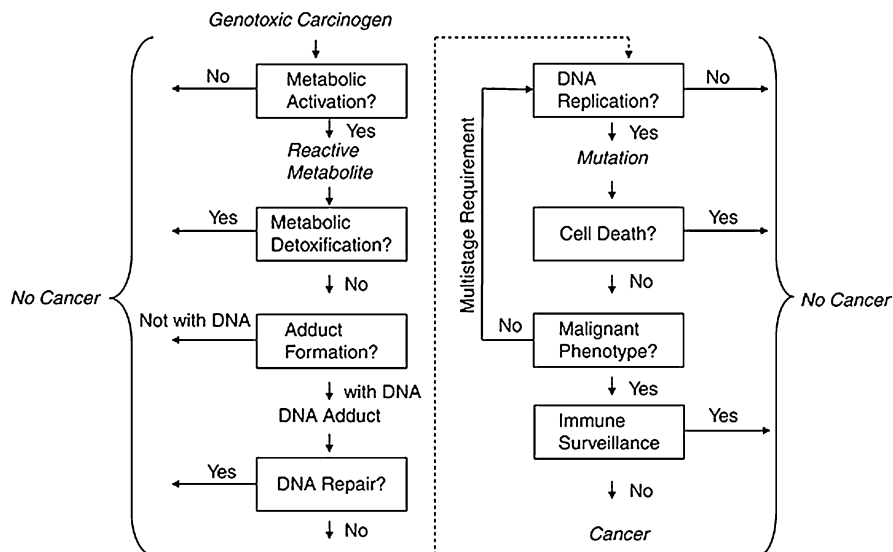 Genotoxic Carcinogen
No
Metabolic
Activation?
Yes
Reactive
Metabolite
Yes
Metabolic
Detoxification?
No
No Cancer
Not with DNA
Adduct
Formation?
with DNA
DNA Adduct
Yes
DNA Repair?
No
DNA
Replication?
No
Yes
Mutation
Multistage Requirement
Cell Death?
Yes
No
No
Malignant
Phenotype?
Yes
Immune
Surveillance
Yes
No
Cancer
No Cancer